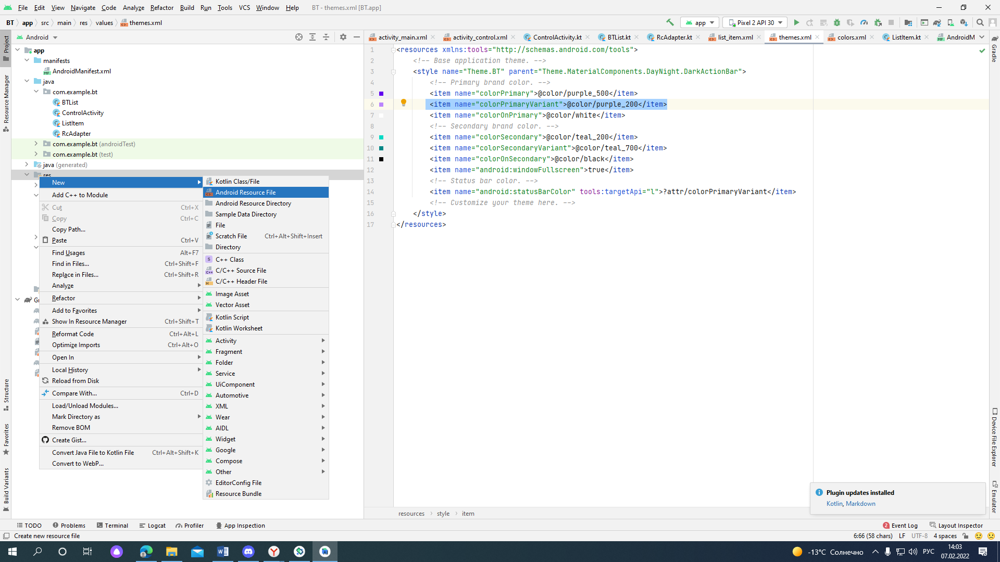 File Edit View Navigate Code Analyze Refactor Build Run Tools VCS Window Help BT - themes.xml [BT.app]
BT app src main res values themes.xml
app Pixel 2 API 30
Android
activity_main.xml activity_control.xml ControlActivity.kt BTList.kt RcAdapter.kt list_item.xml themes.xml colors.xml ListItem.kt AndroidM
Project
Resource Manager
Structure
Favorites
Build Variants
app
manifests
AndroidManifest.xml
java
com.example.bt
BTList
ControlActivity
ListItem
RcAdapter
com.example.bt (androidTest)
com.example.bt (test)
java (generated)
res
New
Add C++ to Module
Cut Ctrl+X
Copy Ctrl+C
Copy Path...
Paste Ctrl+V
Find Usages Alt+F7
Find in Files... Ctrl+Shift+F
Replace in Files... Ctrl+Shift+R
Analyze
Refactor
Add to Favorites
Show In Resource Manager Ctrl+Shift+T
Reformat Code Ctrl+Alt+L
Optimize Imports Ctrl+Alt+O
Open In
Local History
Reload from Disk
Compare With... Ctrl+D
Load/Unload Modules...
Mark Directory as
Remove BOM
Create Gist...
Convert Java File to Kotlin File Ctrl+Alt+Shift+K
Convert to WebP...
Kotlin Class/File
Android Resource File
Android Resource Directory
Sample Data Directory
File
Scratch File Ctrl+Alt+Shift+Insert
Directory
C++ Class
C/C++ Source File
C/C++ Header File
Image Asset
Vector Asset
Kotlin Script
Kotlin Worksheet
Activity
Fragment
Folder
Service
UiComponent
Automotive
XML
Wear
AIDL
Widget
Google
Compose
Other
EditorConfig File
Resource Bundle
1 <resources xmlns:tools="http://schemas.android.com/tools">
2 <!-- Base application theme. -->
3 <style name="Theme.BT" parent="Theme.MaterialComponents.DayNight.DarkActionBar">
4 <!-- Primary brand color. -->
5 <item name="colorPrimary">@color/purple_500</item>
6 <item name="colorPrimaryVariant">@color/purple_200</item>
7 <item name="colorOnPrimary">@color/white</item>
8 <!-- Secondary brand color. -->
9 <item name="colorSecondary">@color/teal_200</item>
10 <item name="colorSecondaryVariant">@color/teal_700</item>
11 <item name="colorOnSecondary">@color/black</item>
12 <item name="android:windowFullscreen">true</item>
13 <!-- Status bar color. -->
14 <item name="android:statusBarColor" tools:targetApi="l">?attr/colorPrimaryVariant</item>
15 <!-- Customize your theme here. -->
16 </style>
17 </resources>
Gradle
Device File Explorer
Emulator
Plugin updates installed
Kotlin, Markdown
resources style item
TODO Problems Terminal Logcat Profiler App Inspection 2 Event Log Layout Inspector
Create new resource file 6:66 (58 chars) LF UTF-8 4 spaces
-13°C Солнечно РУС 14:03
07.02.2022